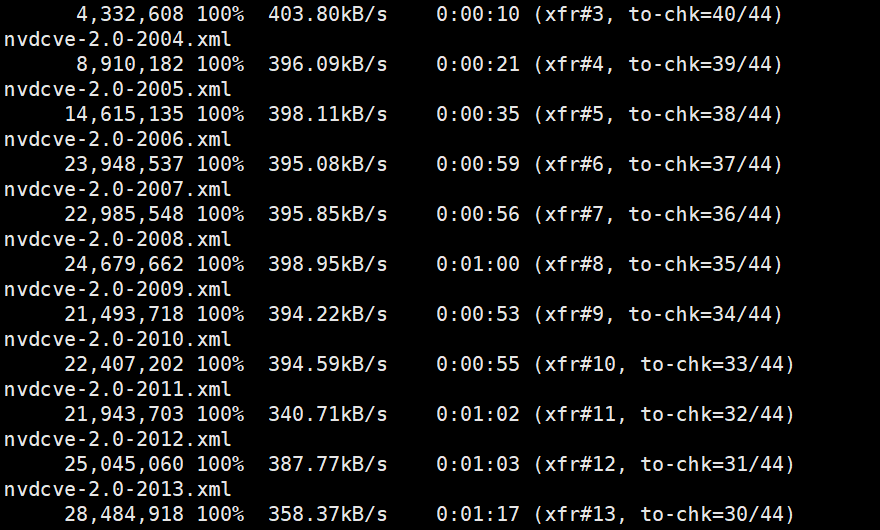 4,332,608 100%  403.80kB/s    0:00:10 (xfr#3, to-chk=40/44)
nvdcve-2.0-2004.xml
8,910,182 100%  396.09kB/s    0:00:21 (xfr#4, to-chk=39/44)
nvdcve-2.0-2005.xml
14,615,135 100%  398.11kB/s    0:00:35 (xfr#5, to-chk=38/44)
nvdcve-2.0-2006.xml
23,948,537 100%  395.08kB/s    0:00:59 (xfr#6, to-chk=37/44)
nvdcve-2.0-2007.xml
22,985,548 100%  395.85kB/s    0:00:56 (xfr#7, to-chk=36/44)
nvdcve-2.0-2008.xml
24,679,662 100%  398.95kB/s    0:01:00 (xfr#8, to-chk=35/44)
nvdcve-2.0-2009.xml
21,493,718 100%  394.22kB/s    0:00:53 (xfr#9, to-chk=34/44)
nvdcve-2.0-2010.xml
22,407,202 100%  394.59kB/s    0:00:55 (xfr#10, to-chk=33/44)
nvdcve-2.0-2011.xml
21,943,703 100%  340.71kB/s    0:01:02 (xfr#11, to-chk=32/44)
nvdcve-2.0-2012.xml
25,045,060 100%  387.77kB/s    0:01:03 (xfr#12, to-chk=31/44)
nvdcve-2.0-2013.xml
28,484,918 100%  358.37kB/s    0:01:17 (xfr#13, to-chk=30/44)